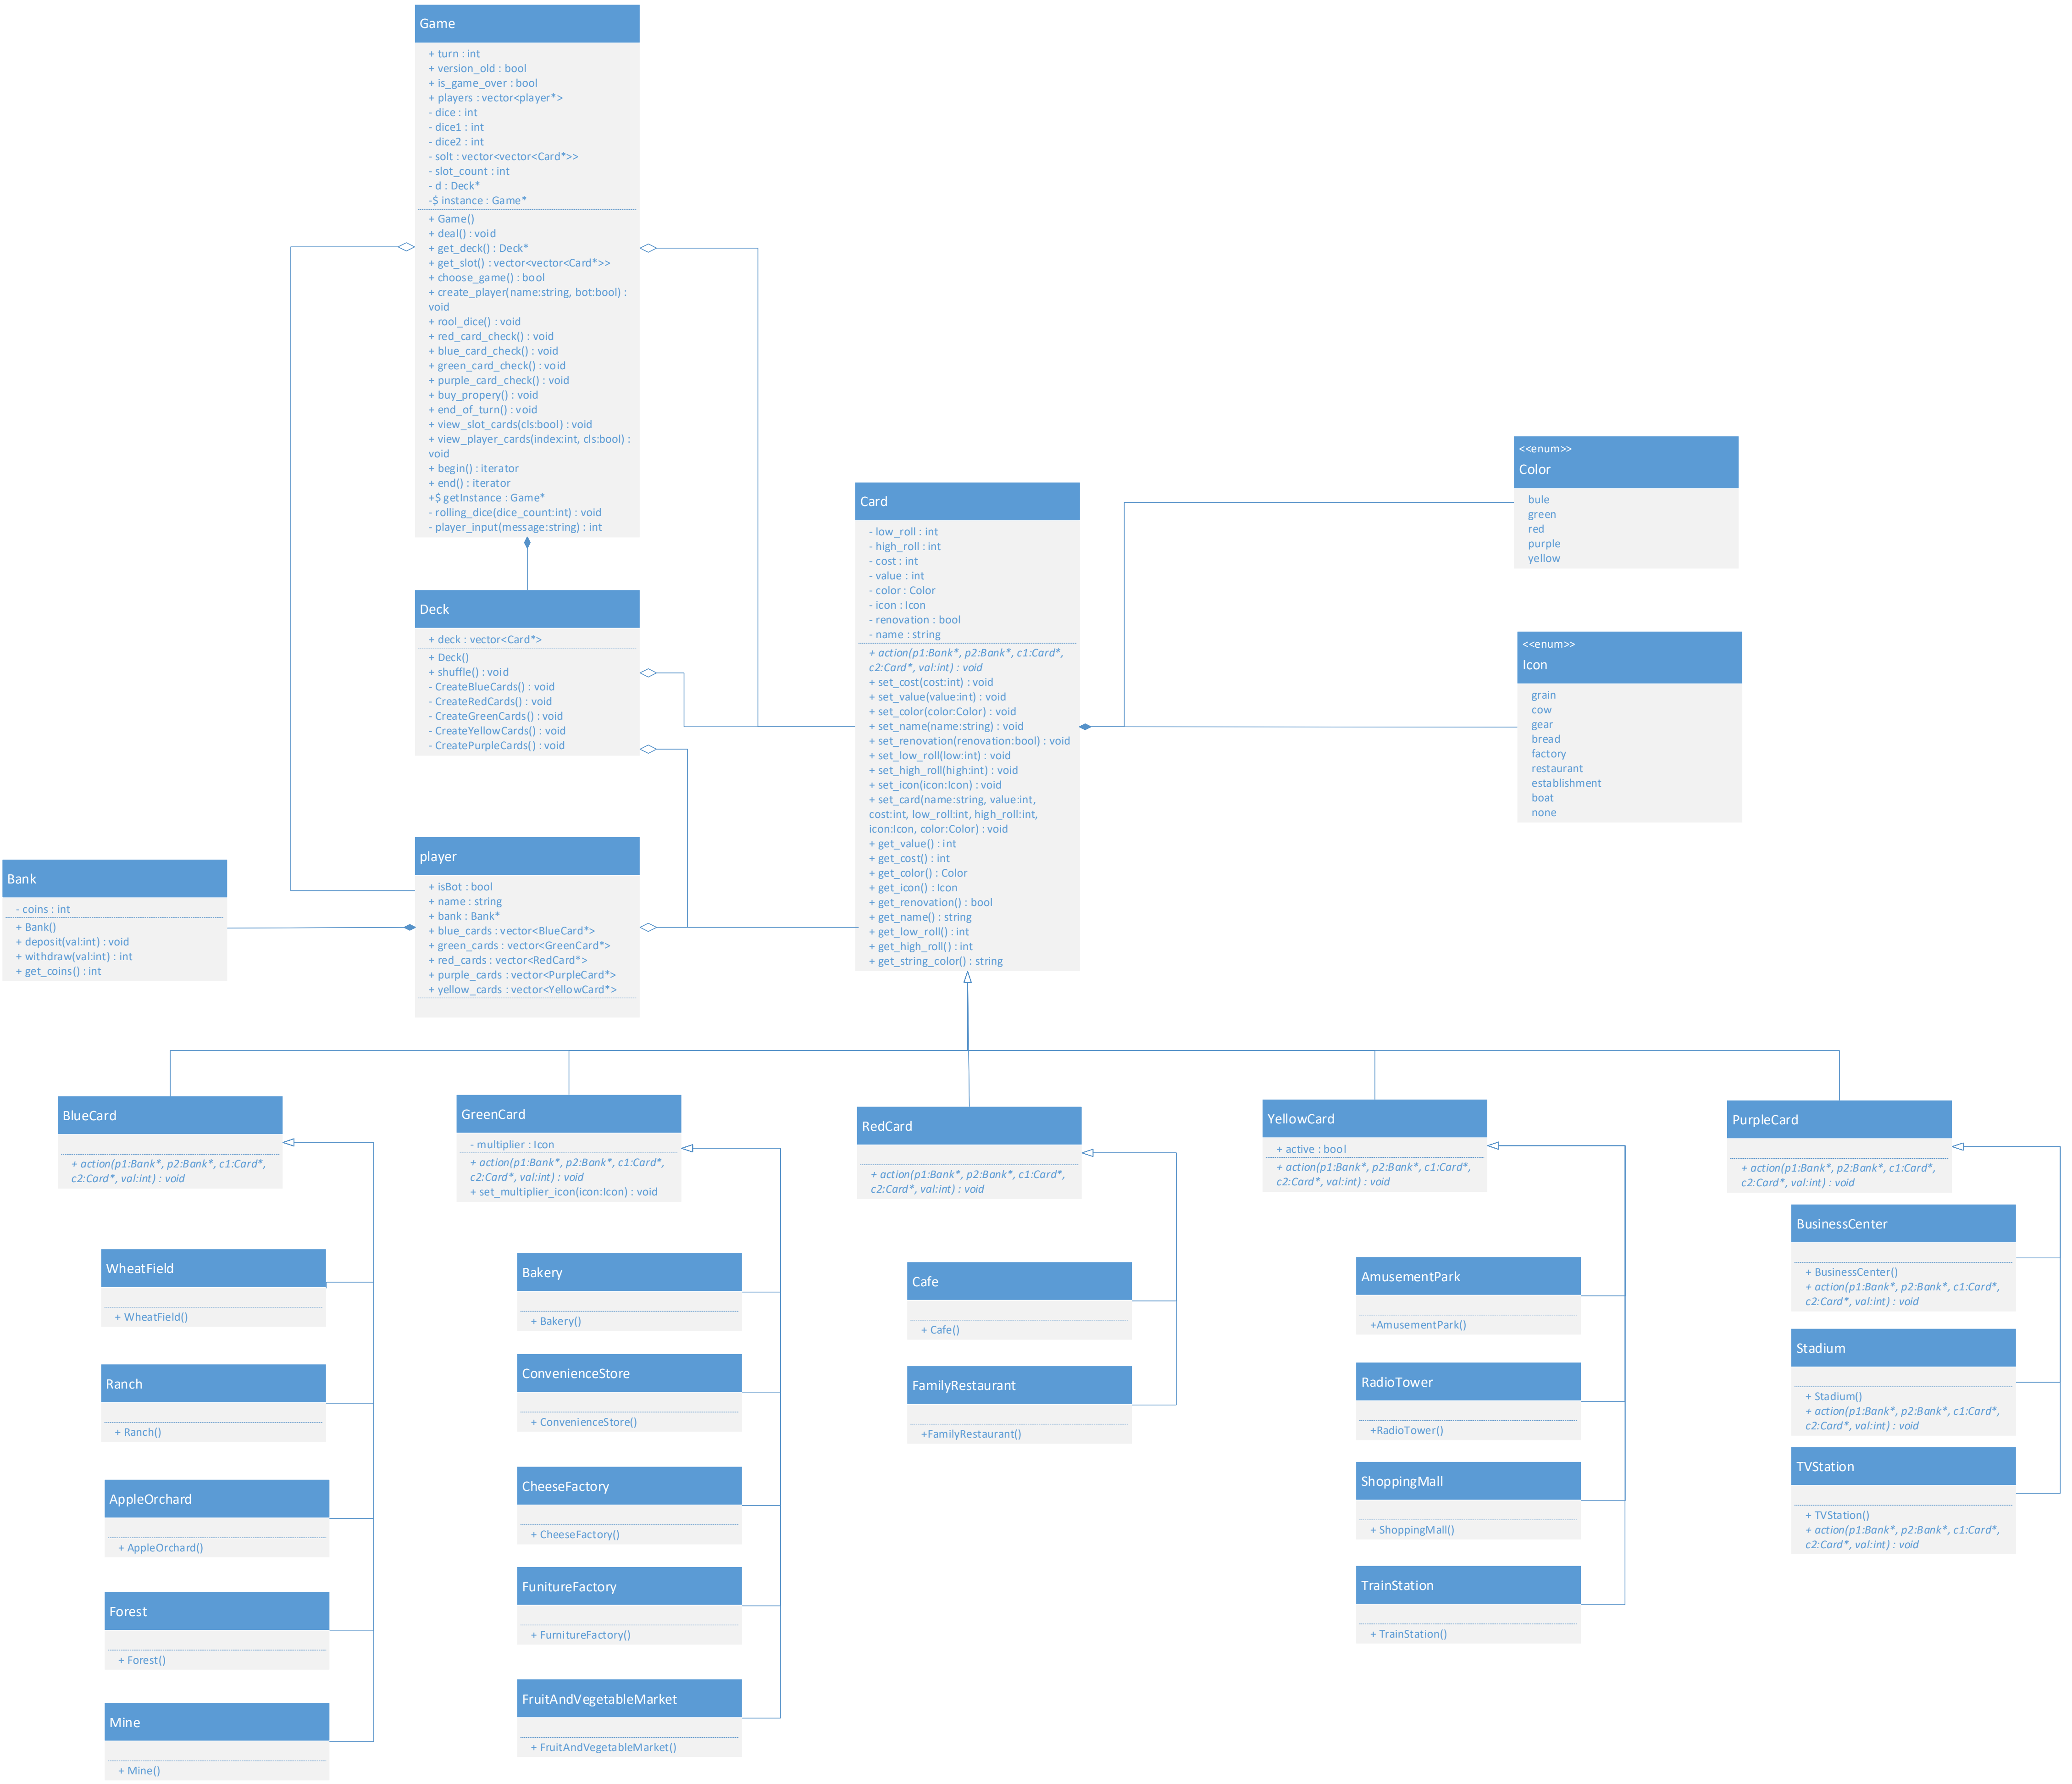 Game
+ turn : int
+ version_old : bool
+ is_game_over : bool
+ players : vector<player*>
- dice : int
- dice1 : int
- dice2 : int
- solt : vector<vector<Card*>>
- slot_count : int
- d : Deck*
-$ instance : Game*
+ Game()
+ deal() : void
+ get_deck() : Deck*
+ get_slot() : vector<vector<Card*>>
+ choose_game() : bool
+ create_player(name:string, bot:bool) :
void
+ rool_dice() : void
+ red_card_check() : void
+ blue_card_check() : void
+ green_card_check() : void
+ purple_card_check() : void
+ buy_propery() : void
+ end_of_turn() : void
+ view_slot_cards(cls:bool) : void
+ view_player_cards(index:int, cls:bool) :
void
+ begin() : iterator
+ end() : iterator
+$ getInstance : Game*
- rolling_dice(dice_count:int) : void
- player_input(message:string) : int
Deck
+ deck : vector<Card*>
+ Deck()
+ shuffle() : void
- CreateBlueCards() : void
- CreateRedCards() : void
- CreateGreenCards() : void
- CreateYellowCards() : void
- CreatePurpleCards() : void
player
+ isBot : bool
+ name : string
+ bank : Bank*
+ blue_cards : vector<BlueCard*>
+ green_cards : vector<GreenCard*>
+ red_cards : vector<RedCard*>
+ purple_cards : vector<PurpleCard*>
+ yellow_cards : vector<YellowCard*>
Bank
- coins : int
+ Bank()
+ deposit(val:int) : void
+ withdraw(val:int) : int
+ get_coins() : int
Card
- low_roll : int
- high_roll : int
- cost : int
- value : int
- color : Color
- icon : Icon
- renovation : bool
- name : string
+ action(p1:Bank*, p2:Bank*, c1:Card*,
c2:Card*, val:int) : void
+ set_cost(cost:int) : void
+ set_value(value:int) : void
+ set_color(color:Color) : void
+ set_name(name:string) : void
+ set_renovation(renovation:bool) : void
+ set_low_roll(low:int) : void
+ set_high_roll(high:int) : void
+ set_icon(icon:Icon) : void
+ set_card(name:string, value:int,
cost:int, low_roll:int, high_roll:int,
icon:Icon, color:Color) : void
+ get_value() : int
+ get_cost() : int
+ get_color() : Color
+ get_icon() : Icon
+ get_renovation() : bool
+ get_name() : string
+ get_low_roll() : int
+ get_high_roll() : int
+ get_string_color() : string
<<enum>>
Color
bule
green
red
purple
yellow
<<enum>>
Icon
grain
cow
gear
bread
factory
restaurant
establishment
boat
none
BlueCard
+ action(p1:Bank*, p2:Bank*, c1:Card*,
c2:Card*, val:int) : void
WheatField
+ WheatField()
Ranch
+ Ranch()
AppleOrchard
+ AppleOrchard()
Forest
+ Forest()
Mine
+ Mine()
GreenCard
- multiplier : Icon
+ action(p1:Bank*, p2:Bank*, c1:Card*,
c2:Card*, val:int) : void
+ set_multiplier_icon(icon:Icon) : void
Bakery
+ Bakery()
ConvenienceStore
+ ConvenienceStore()
CheeseFactory
+ CheeseFactory()
FunitureFactory
+ FurnitureFactory()
FruitAndVegetableMarket
+ FruitAndVegetableMarket()
RedCard
+ action(p1:Bank*, p2:Bank*, c1:Card*,
c2:Card*, val:int) : void
Cafe
+ Cafe()
FamilyRestaurant
+FamilyRestaurant()
YellowCard
+ active : bool
+ action(p1:Bank*, p2:Bank*, c1:Card*,
c2:Card*, val:int) : void
AmusementPark
+AmusementPark()
RadioTower
+RadioTower()
ShoppingMall
+ ShoppingMall()
TrainStation
+ TrainStation()
PurpleCard
+ action(p1:Bank*, p2:Bank*, c1:Card*,
c2:Card*, val:int) : void
BusinessCenter
+ BusinessCenter()
+ action(p1:Bank*, p2:Bank*, c1:Card*,
c2:Card*, val:int) : void
Stadium
+ Stadium()
+ action(p1:Bank*, p2:Bank*, c1:Card*,
c2:Card*, val:int) : void
TVStation
+ TVStation()
+ action(p1:Bank*, p2:Bank*, c1:Card*,
c2:Card*, val:int) : void